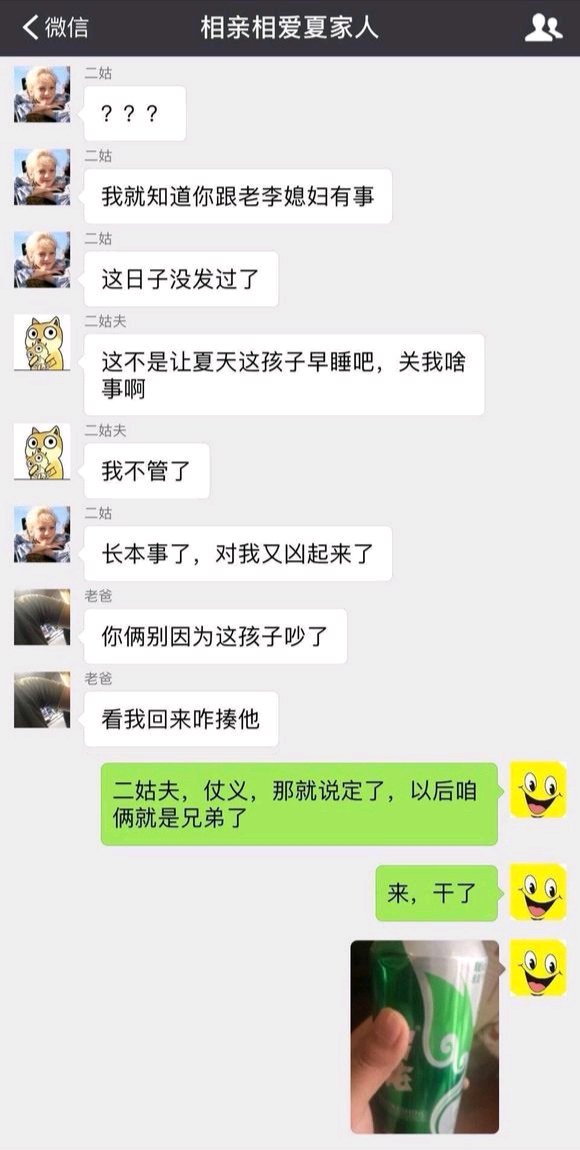 微信
相亲相爱夏家人
二姑
？？？
二姑
我就知道你跟老李媳妇有事
二姑
这日子没发过了
二姑夫
这不是让夏天这孩子早睡吧，关我啥
事啊
二姑夫
我不管了
二姑
长本事了，对我又凶起来了
老爸
你俩别因为这孩子吵了
老爸
看我回来咋揍他
二姑夫，仗义，那就说定了，以后咱
俩就是兄弟了
来，干了